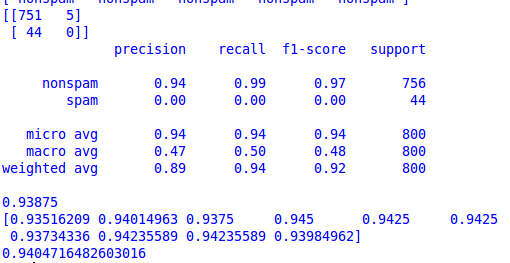 [ nonspam nonspam nonspam nonspam nonspam ]
[[751 5]
[ 44 0]]
precision recall f1-score support
nonspam 0.94 0.99 0.97 756
spam 0.00 0.00 0.00 44
micro avg 0.94 0.94 0.94 800
macro avg 0.47 0.50 0.48 800
weighted avg 0.89 0.94 0.92 800
0.93875
[0.93516209 0.94014963 0.9375 0.945 0.9425 0.9425
0.93734336 0.94235589 0.94235589 0.93984962]
0.9404716482603016